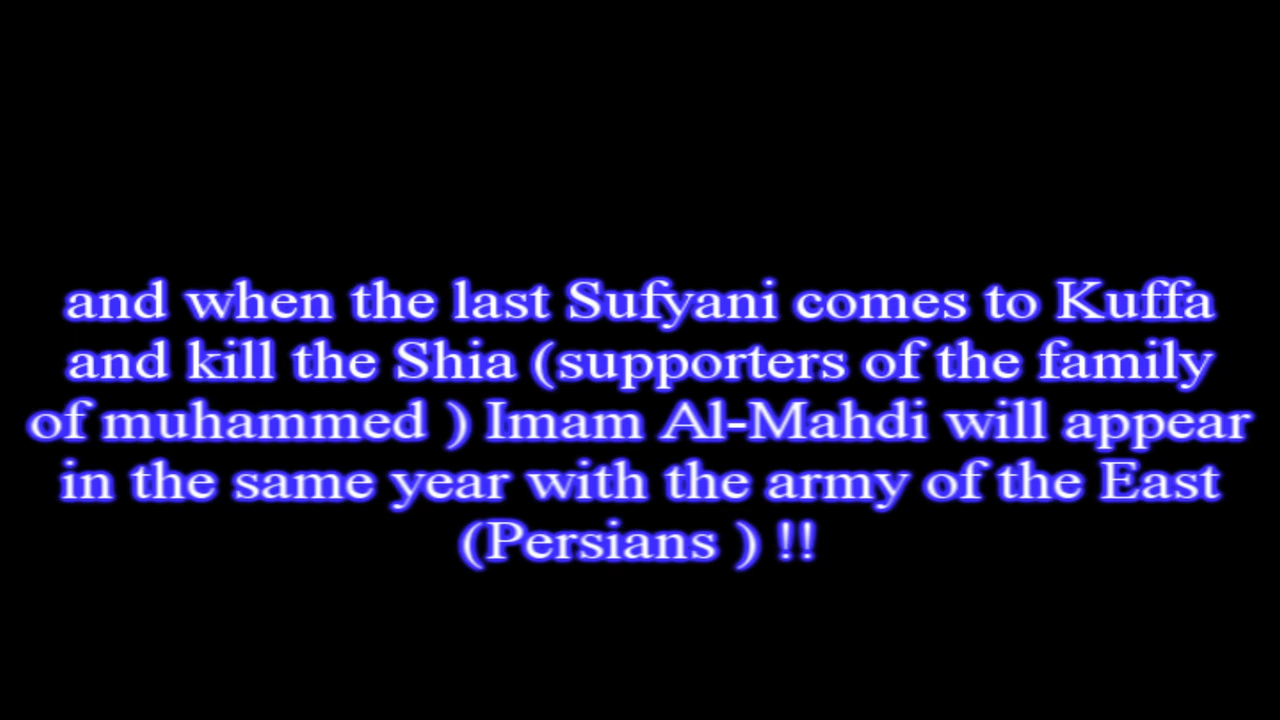 and when the last Sufyani comes to Kuffa
and kill the Shia (supporters of the family
of muhammed ) Imam Al-Mahdi will appear
in the same year with the army of the East
(Persians ) !!